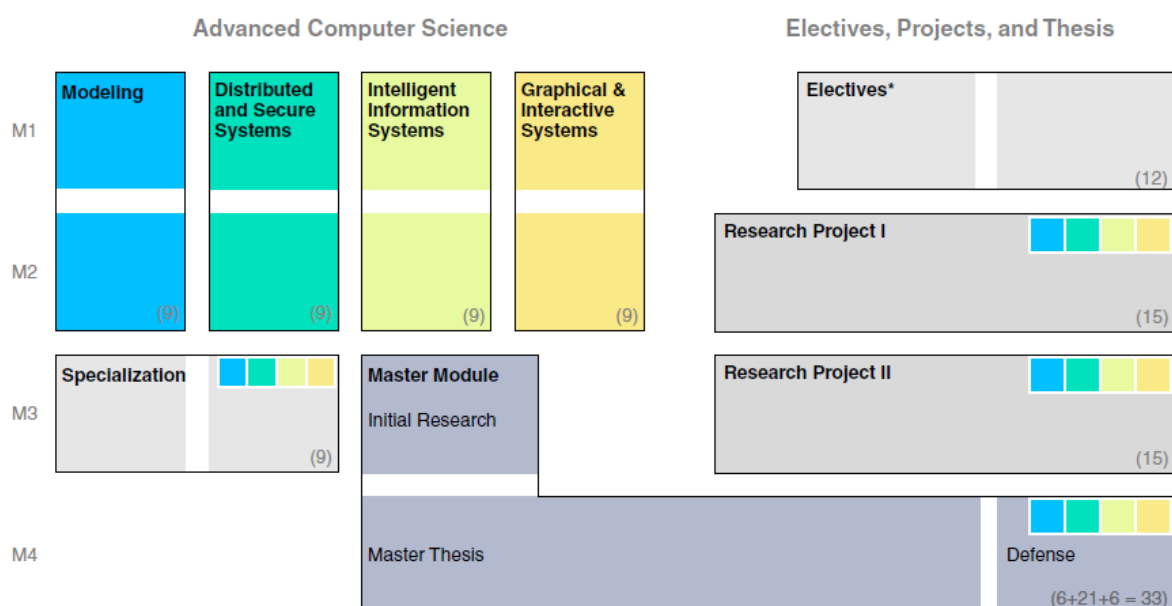 Advanced Computer Science
Electives, Projects, and Thesis
M1
Modeling
Distributed
and Secure
Systems
Intelligent
Information
Systems
Graphical &
Interactive
Systems
Electives*
(12)
M2
(9)
(9)
(9)
(9)
Research Project I
(15)
M3
Specialization
(9)
Master Module
Initial Research
Research Project II
(15)
M4
Master Thesis
Defense
(6+21+6 = 33)